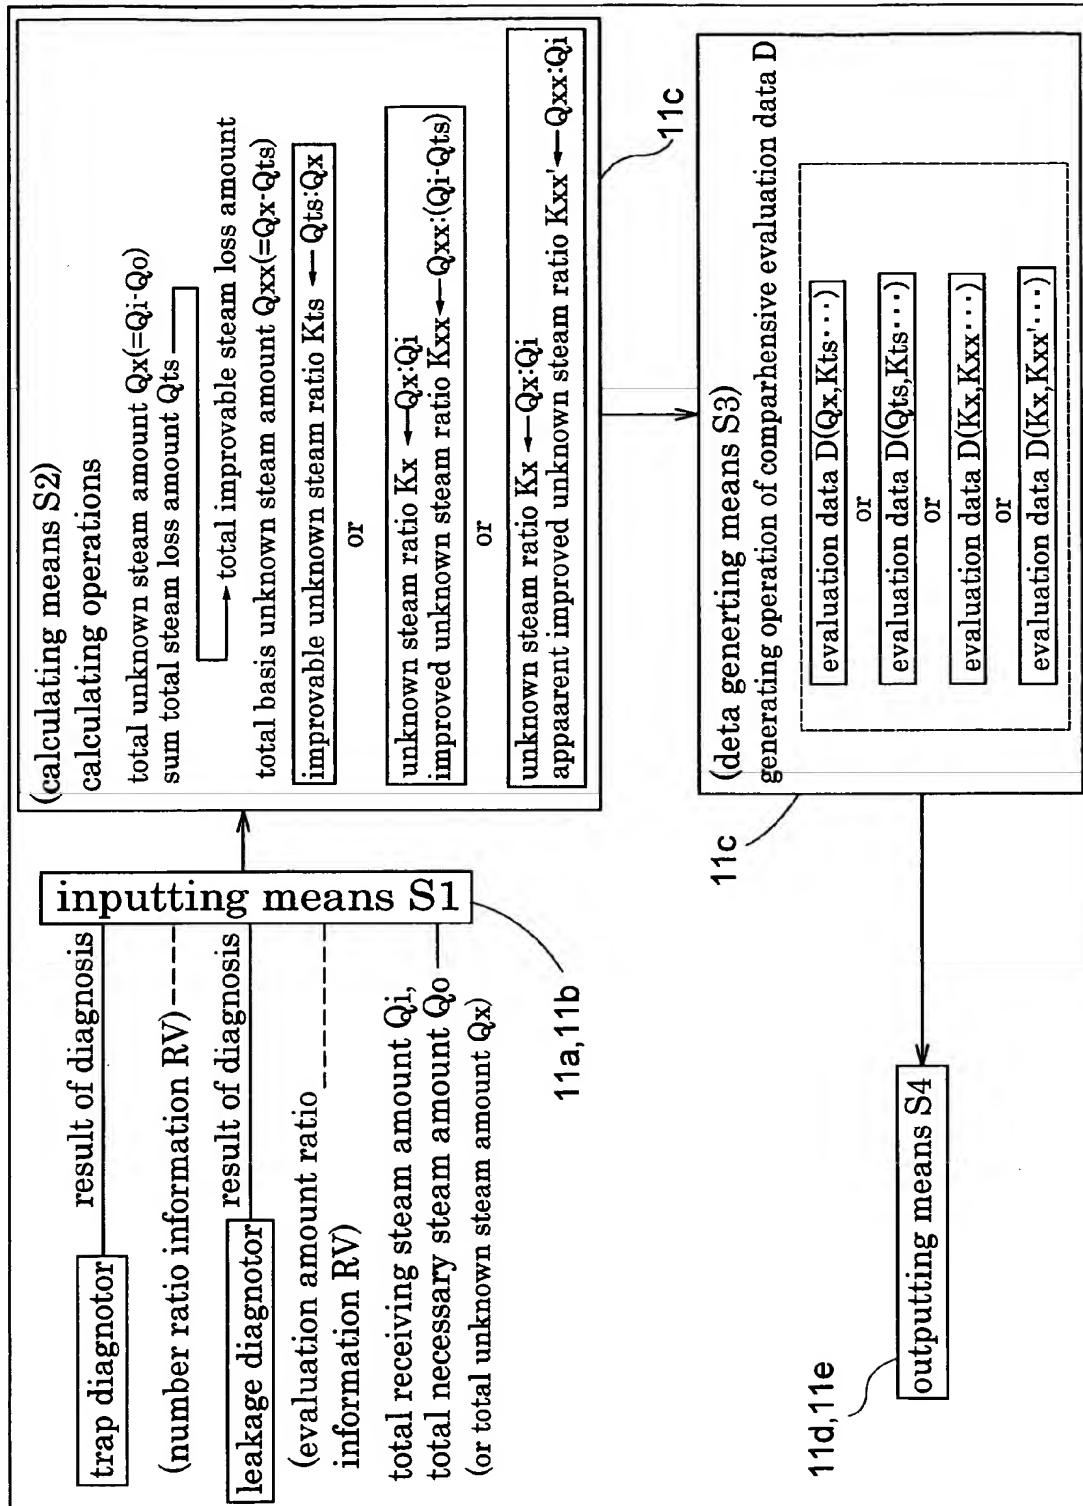 trap diagnotor
result of diagnosis
(number ratio information RV)
leakage diagnotor
result of diagnosis
(evaluation amount ratio
information RV)
total receiving steam amount Qi,
total necessary steam amount Qo
(or total unknown steam amount Qx)
inputting means S1
11a,11b
(calculating means S2)
calculating operations
total unknown steam amount Qx(=Qi-Qo)
sum total steam loss amount Qts
total improvable steam loss amount
total basis unknown steam amount Qxx(=Qx-Qts)
improvable unknown steam ratio Kts ← Qts:Qx
or
unknown steam ratio Kx ← Qx:Qi
improved unknown steam ratio Kxx ← Qxx:(Qi-Qts)
or
unknown steam ratio Kx ← Qx:Qi
appaarent improved unknown steam ratio Kxx' ← Qxx:Qi
11c
(deta generting means S3)
generating operation of comparhensive evaluation data D
evaluation data D(Qx,Kts···)
or
evaluation data D(Qts,Kts···)
or
evaluation data D(Kx,Kxx···)
or
evaluation data D(Kx,Kxx'···)
11c
outputting means S4
11d,11e